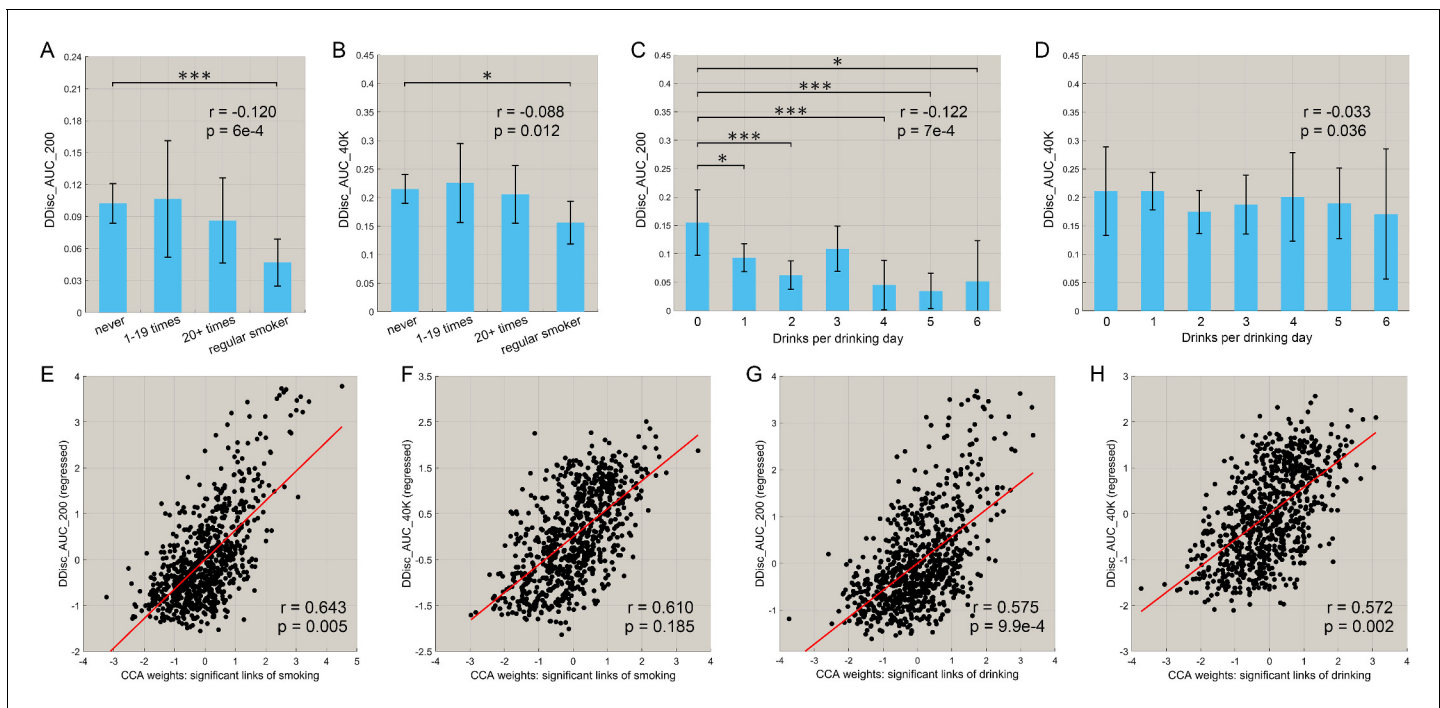 A
DDisc_AUC_200
0.24
0.21
0.18
0.15
0.12
0.09
0.06
0.03
0
***
r = -0.120
p = 6e-4
never
1-19 times
20+ times
regular smoker
B
DDisc_AUC_40K
0.45
0.4
0.35
0.3
0.25
0.2
0.15
0.1
0.05
0
*
r = -0.088
p = 0.012
never
1-19 times
20+ times
regular smoker
C
DDisc_AUC_200
0.45
0.4
0.35
0.3
0.25
0.2
0.15
0.1
0.05
0
*
***
***
***
*
r = -0.122
p = 7e-4
0 1 2 3 4 5 6
Drinks per drinking day
D
DDisc_AUC_40K
0.45
0.4
0.35
0.3
0.25
0.2
0.15
0.1
0.05
0
r = -0.033
p = 0.036
0 1 2 3 4 5 6
Drinks per drinking day
E
DDisc_AUC_200 (regressed)
4
3
2
1
0
-1
-2
r = 0.643
p = 0.005
-4 -3 -2 -1 0 1 2 3 4 5
CCA weights: significant links of smoking
F
DDisc_AUC_40K (regressed)
3.5
2.5
1.5
0.5
-0.5
-1.5
-2.5
r = 0.610
p = 0.185
-4 -3 -2 -1 0 1 2 3 4
CCA weights: significant links of smoking
G
DDisc_AUC_200 (regressed)
4
3
2
1
0
-1
r = 0.575
p = 9.9e-4
-4 -3 -2 -1 0 1 2 3 4
CCA weights: significant links of drinking
H
DDisc_AUC_40K (regressed)
3
2
1
0
-1
-2
-3
r = 0.572
p = 0.002
-4 -3 -2 -1 0 1 2 3 4
CCA weights: significant links of drinking